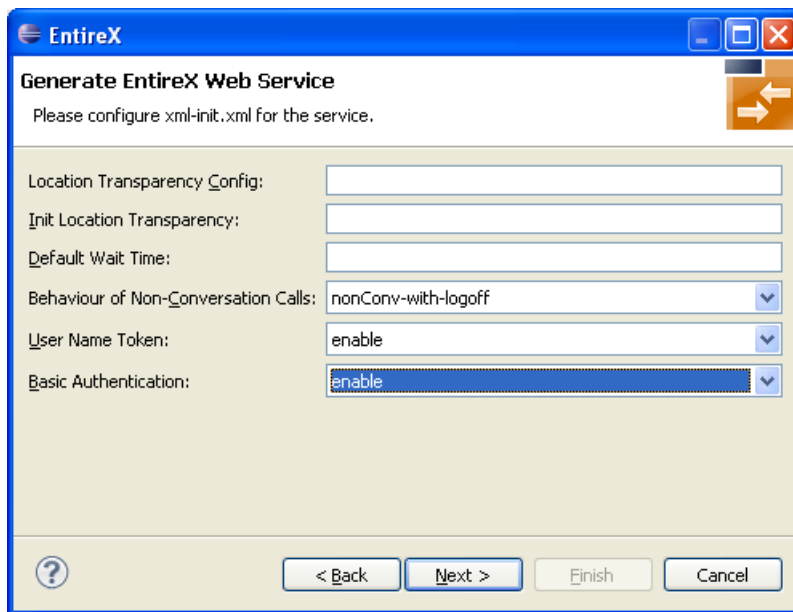 EntireX
Generate EntireX Web Service
Please configure xml-init.xml for the service.
Location Transparency Config:
Init Location Transparency:
Default Wait Time:
Behaviour of Non-Conversation Calls: nonConv-with-logoff
User Name Token: enable
Basic Authentication: enable
?
< Back Next > Finish Cancel